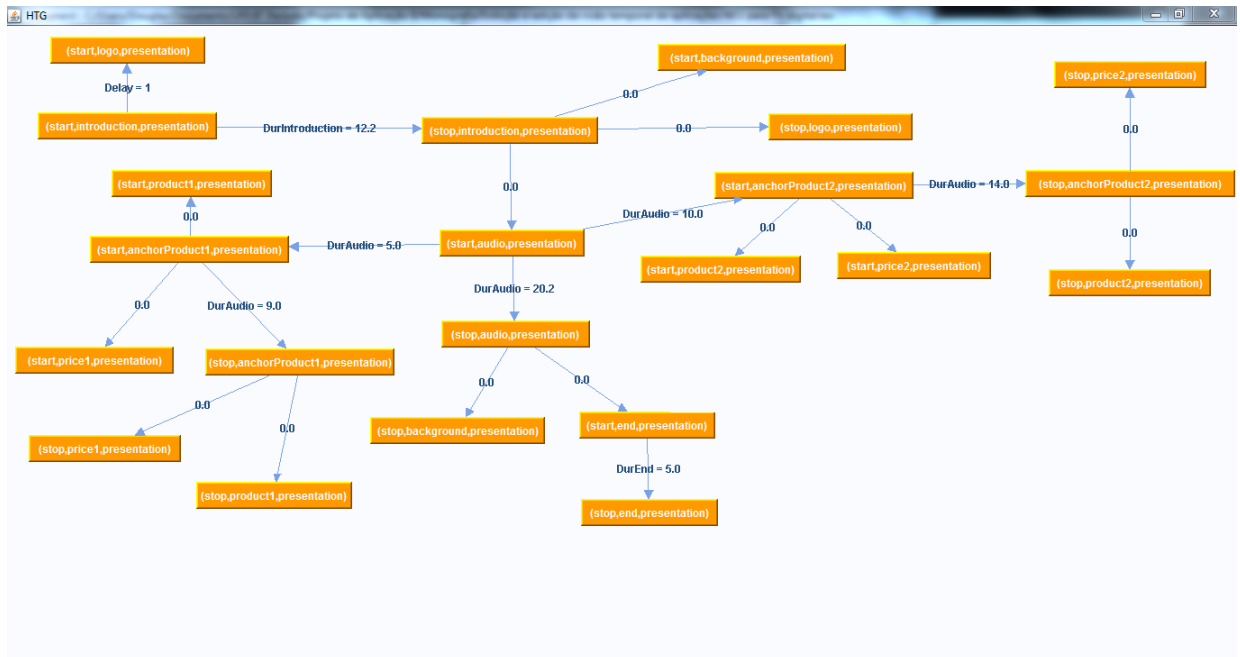 HTG
(start,logo,presentation)
(start,background,presentation)
(stop,price2,presentation)
Delay = 1
0.0
(start,introduction,presentation)
DurIntroduction = 12.2
(stop,introduction,presentation)
0.0
(stop,logo,presentation)
0.0
(start,product1,presentation)
0.0
(start,anchorProduct2,presentation)
DurAudio = 14.0
(stop,anchorProduct2,presentation)
0.0
DurAudio = 10.0
0.0
0.0
0.0
(start,anchorProduct1,presentation)
DurAudio = 5.0
(start,audio,presentation)
(start,product2,presentation)
(start,price2,presentation)
(stop,product2,presentation)
DurAudio = 20.2
0.0
DurAudio = 9.0
(stop,audio,presentation)
(start,price1,presentation)
(stop,anchorProduct1,presentation)
0.0
0.0
0.0
0.0
(stop,background,presentation)
(start,end,presentation)
(stop,price1,presentation)
DurEnd = 5.0
(stop,product1,presentation)
(stop,end,presentation)